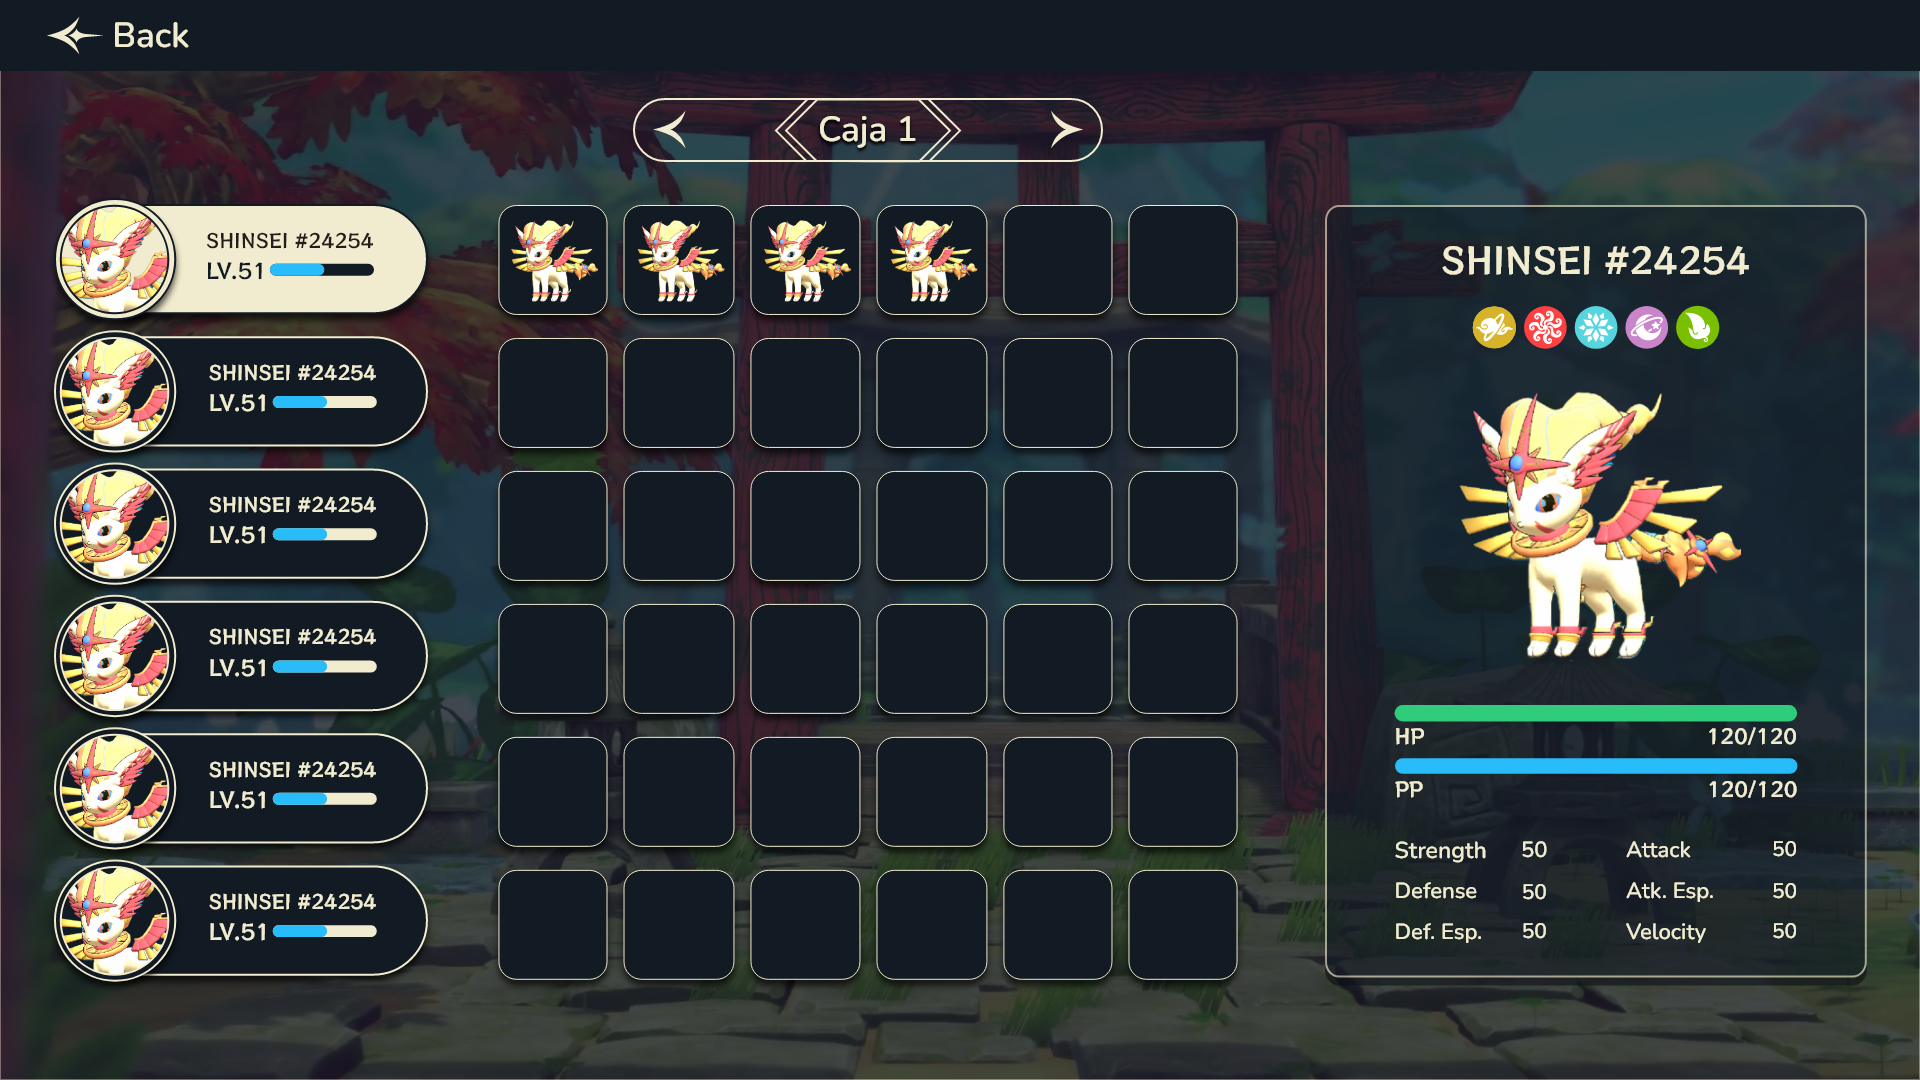 Back
Caja 1
SHINSEI #24254
LV.51
SHINSEI #24254
LV.51
SHINSEI #24254
LV.51
SHINSEI #24254
LV.51
SHINSEI #24254
LV.51
SHINSEI #24254
LV.51
SHINSEI #24254
HP 120/120
PP 120/120
Strength 50 Attack 50
Defense 50 Atk. Esp. 50
Def. Esp. 50 Velocity 50